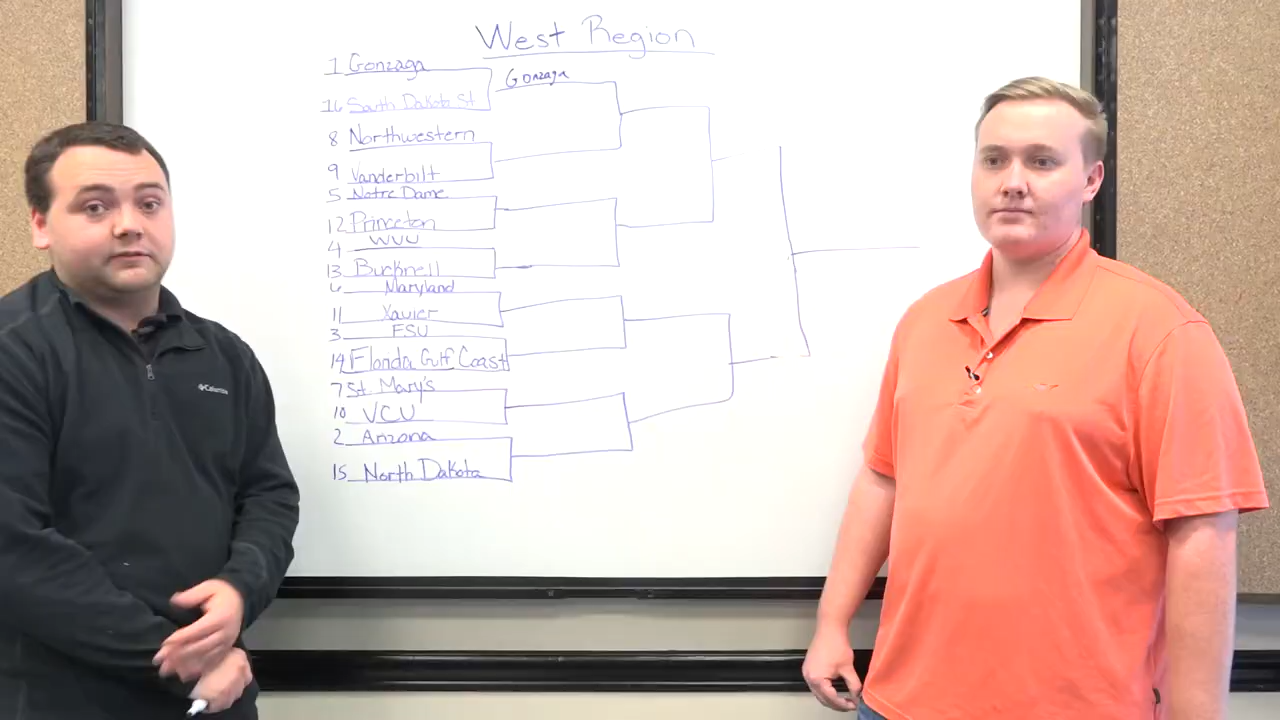 West Region
1 Gonzaga
Gonzaga
16 South Dakota St
8 Northwestern
9 Vanderbilt
5 Notre Dame
12 Princeton
4 WVU
13 Bucknell
6 Maryland
11 Xavier
3 FSU
14 Florida Gulf Coast
7 St. Mary's
10 VCU
2 Arizona
15 North Dakota
Columbia